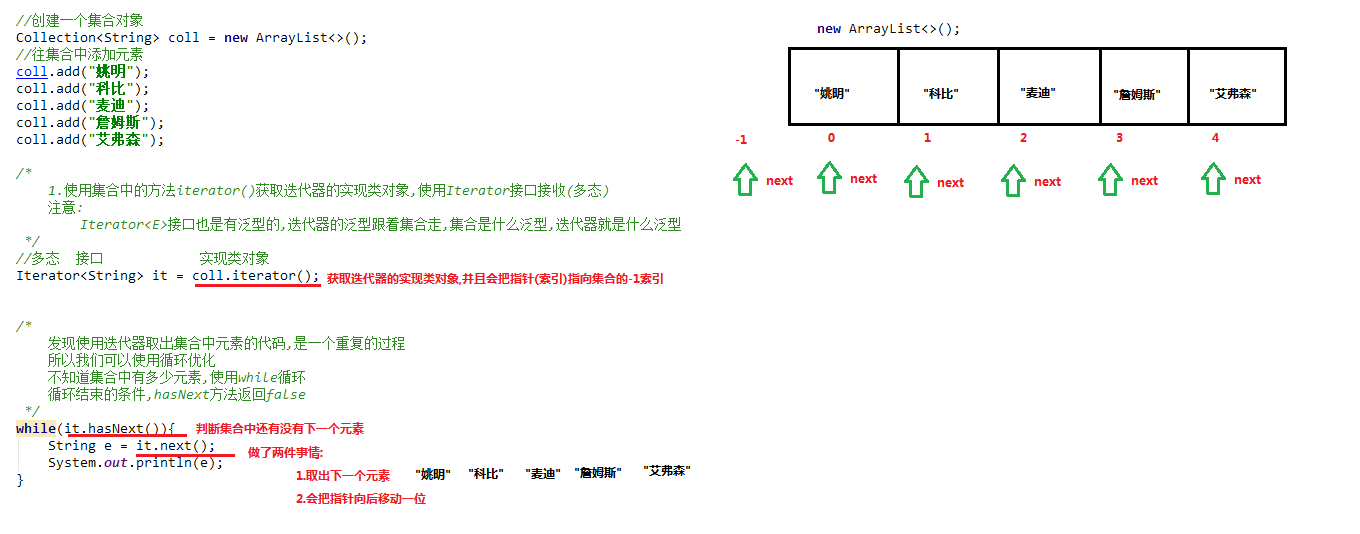 //创建一个集合对象
Collection<String> coll = new ArrayList<>();
//往集合中添加元素
coll.add("姚明");
coll.add("科比");
coll.add("麦迪");
coll.add("詹姆斯");
coll.add("艾弗森");
/*
1.使用集合中的方法iterator()获取迭代器的实现类对象,使用Iterator接口接收(多态)
注意:
Iterator<E>接口也是有泛型的,迭代器的泛型跟着集合走,集合是什么泛型,迭代器就是什么泛型
*/
//多态 接口 实现类对象
Iterator<String> it = coll.iterator(); 获取迭代器的实现类对象,并且会把指针(索引)指向集合的-1索引
/*
发现使用迭代器取出集合中元素的代码,是一个重复的过程
所以我们可以使用循环优化
不知道集合中有多少元素,使用while循环
循环结束的条件,hasNext方法返回false
*/
while(it.hasNext()){ 判断集合中还有没有下一个元素
String e = it.next(); 做了两件事情:
System.out.println(e);
}
1.取出下一个元素 "姚明" "科比" "麦迪" "詹姆斯" "艾弗森"
2.会把指针向后移动一位
new ArrayList<>();
"姚明" "科比" "麦迪" "詹姆斯" "艾弗森"
-1 0 1 2 3 4
next next next next next next